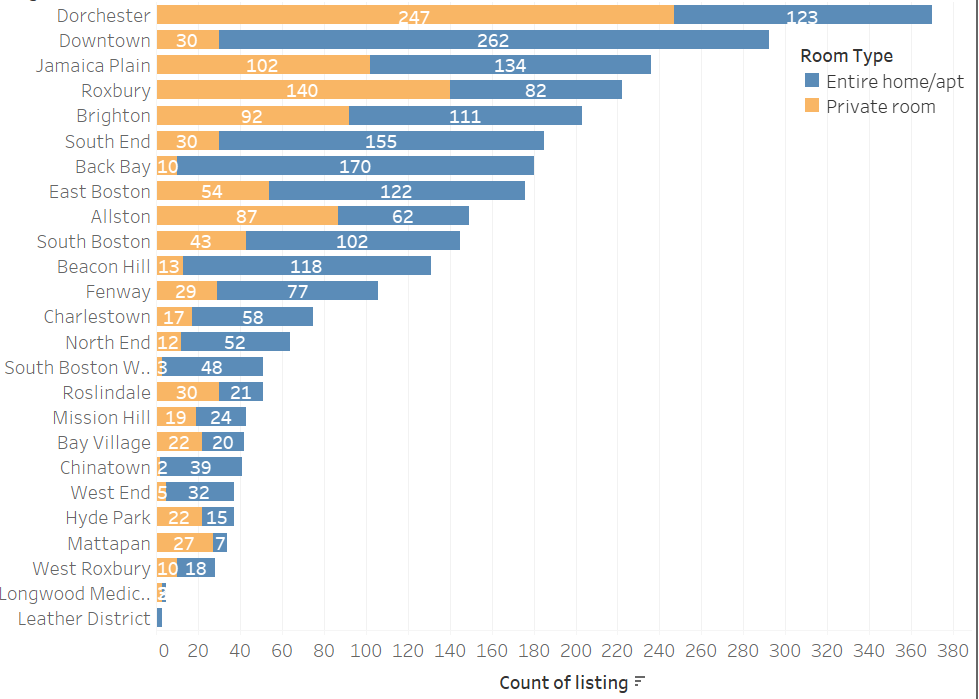 Dorchester 247 123
Downtown 30 262
Jamaica Plain 102 134
Roxbury 140 82
Brighton 92 111
South End 30 155
Back Bay 10 170
East Boston 54 122
Allston 87 62
South Boston 43 102
Beacon Hill 13 118
Fenway 29 77
Charlestown 17 58
North End 12 52
South Boston W.. 3 48
Roslindale 30 21
Mission Hill 19 24
Bay Village 22 20
Chinatown 2 39
West End 5 32
Hyde Park 22 15
Mattapan 27 7
West Roxbury 10 18
Longwood Medic..
Leather District
0 20 40 60 80 100 120 140 160 180 200 220 240 260 280 300 320 340 360 380
Count of listing
Room Type
Entire home/apt
Private room